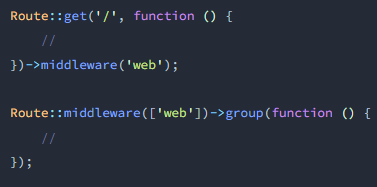 Route::get('/', function () {
    //
})->middleware('web');
Route::middleware(['web'])->group(function () {
    //
});